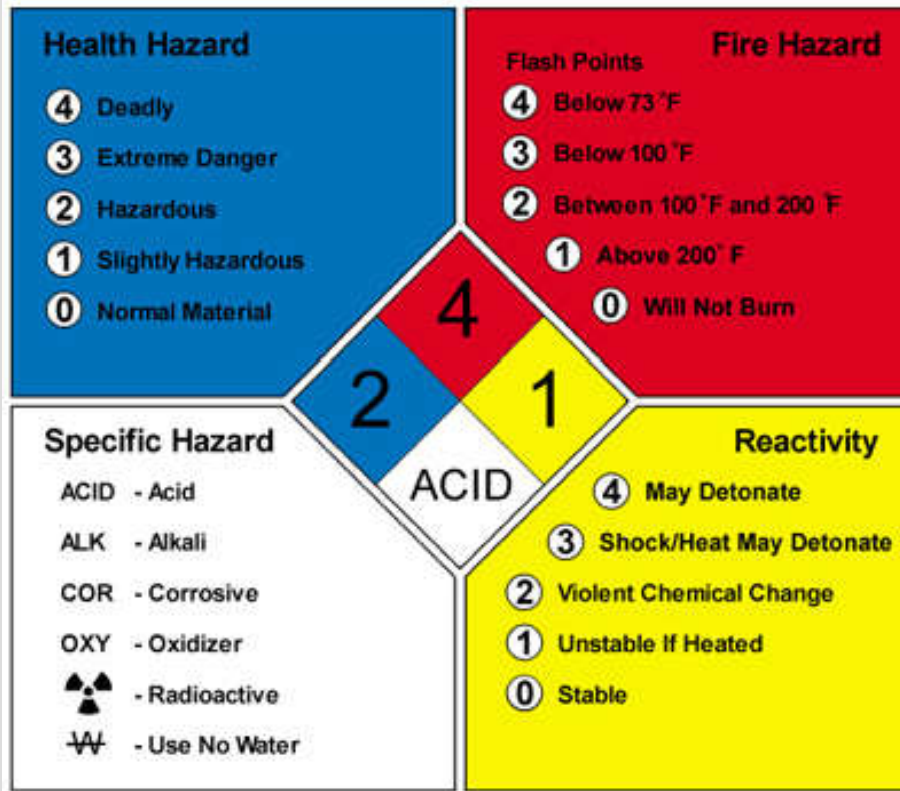 Health Hazard
4 Deadly
3 Extreme Danger
2 Hazardous
1 Slightly Hazardous
0 Normal Material
Fire Hazard
Flash Points
4 Below 73°F
3 Below 100°F
2 Between 100°F and 200°F
1 Above 200° F
0 Will Not Burn
4
2
1
ACID
Specific Hazard
ACID - Acid
ALK - Alkali
COR - Corrosive
OXY - Oxidizer
- Radioactive
W - Use No Water
Reactivity
4 May Detonate
3 Shock/Heat May Detonate
2 Violent Chemical Change
1 Unstable If Heated
0 Stable